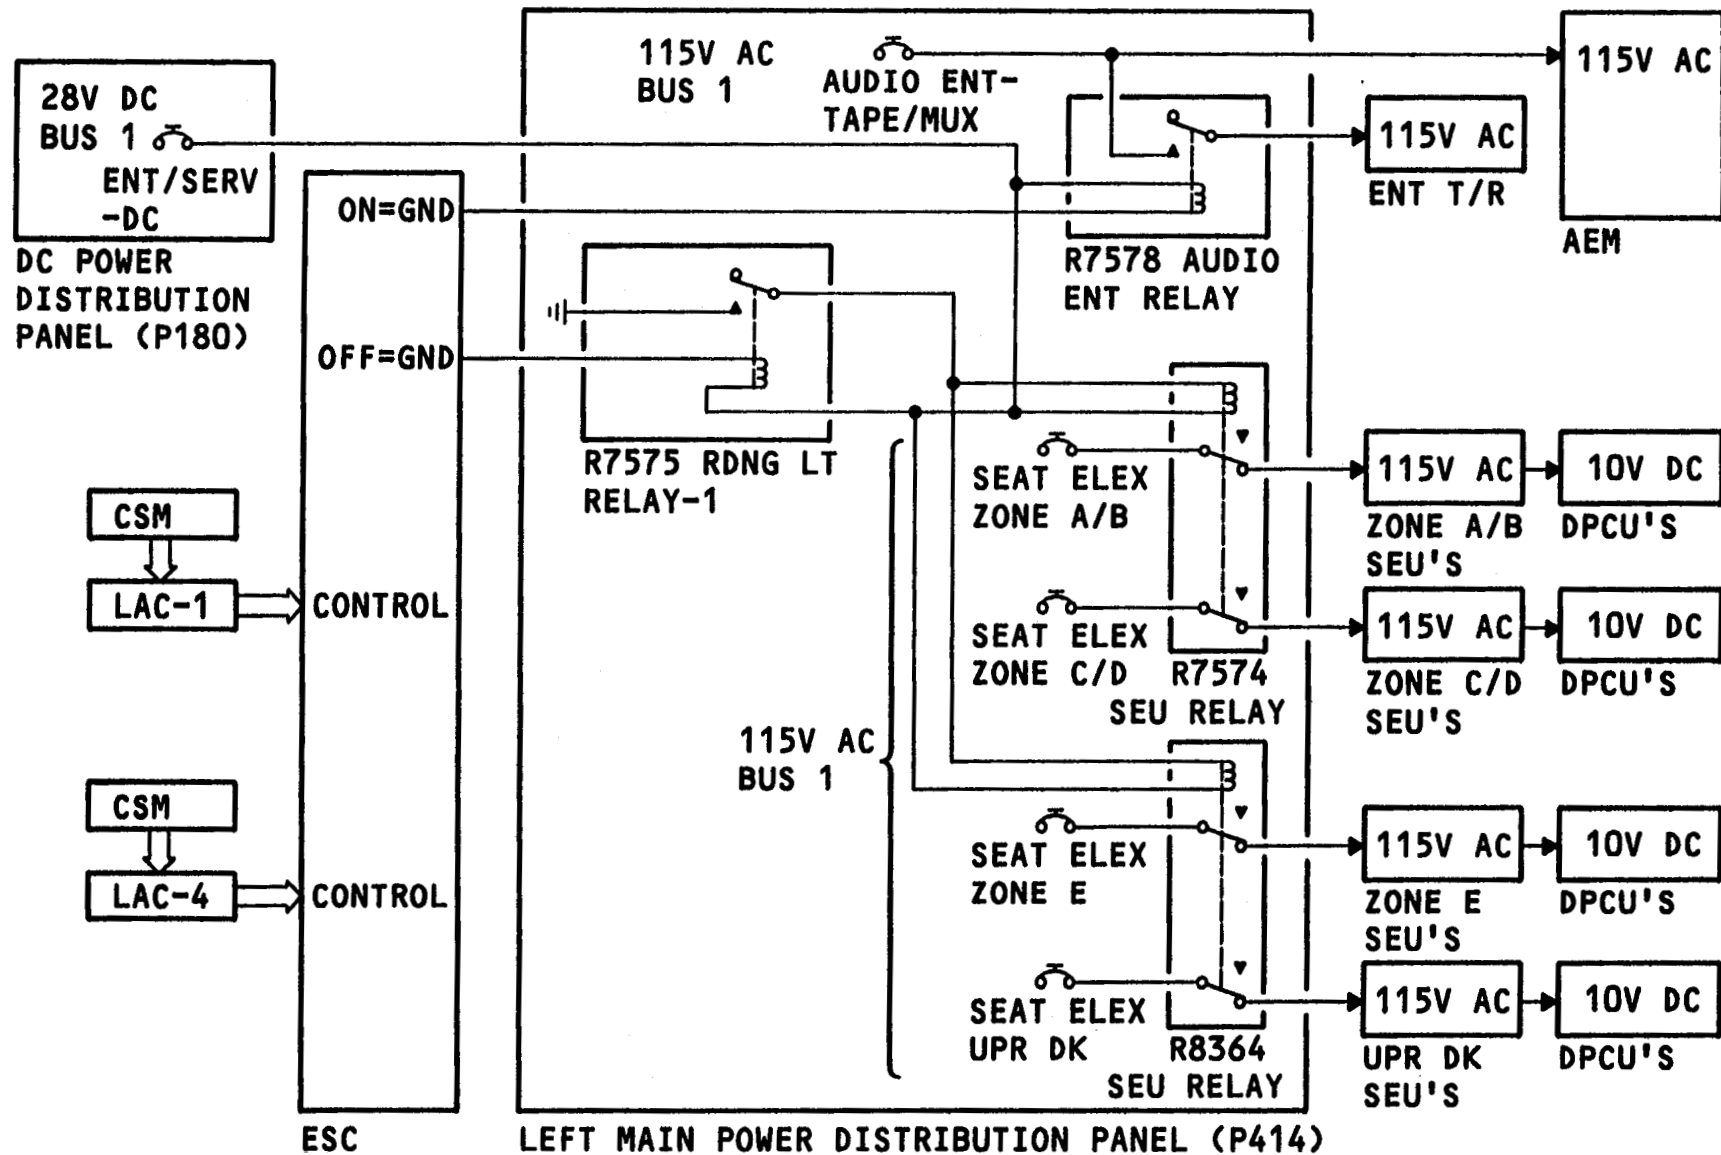 28V DC
BUS 1
ENT/SERV
-DC
DC POWER
DISTRIBUTION
PANEL (P180)
ON=GND
OFF=GND
CSM
LAC-1
CONTROL
CSM
LAC-4
CONTROL
ESC
115V AC
BUS 1
AUDIO ENT-
TAPE/MUX
R7578 AUDIO
ENT RELAY
R7575 RDNG LT
RELAY-1
115V AC
BUS 1
SEAT ELEX
ZONE A/B
SEAT ELEX
ZONE C/D
R7574
SEU RELAY
SEAT ELEX
ZONE E
SEAT ELEX
UPR DK
R8364
SEU RELAY
LEFT MAIN POWER DISTRIBUTION PANEL (P414)
115V AC
AEM
115V AC
ENT T/R
115V AC
ZONE A/B
SEU'S
10V DC
DPCU'S
115V AC
ZONE C/D
SEU'S
10V DC
DPCU'S
115V AC
ZONE E
SEU'S
10V DC
DPCU'S
115V AC
UPR DK
SEU'S
10V DC
DPCU'S